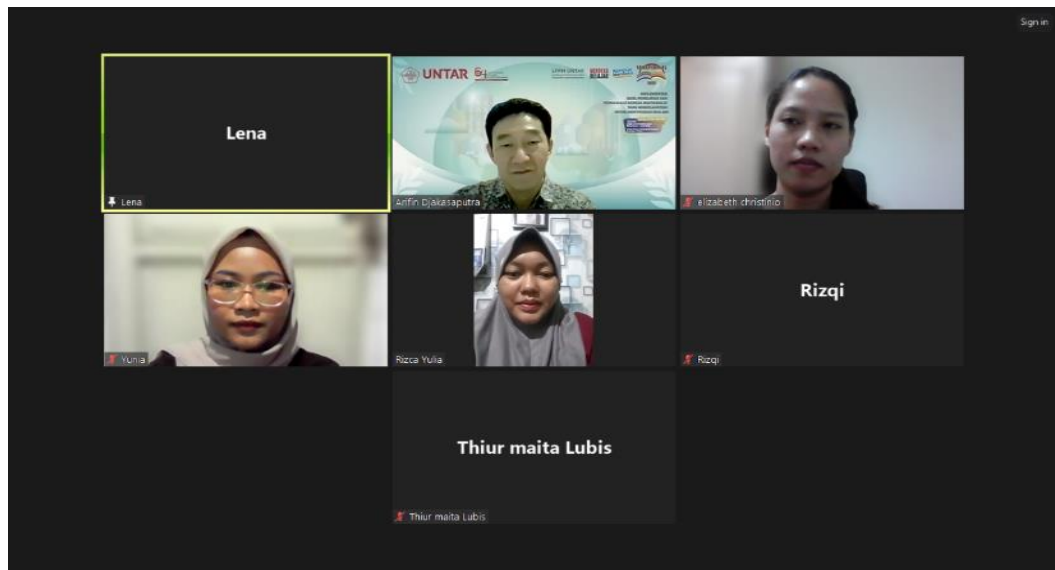 Sign in
Lena
Lena
UNTAR
Arifin Djakasaputra
elizabeth christinio
Yunia
Rizca Yulia
Rizqi
Rizqi
Thiur maita Lubis
Thiur maita Lubis